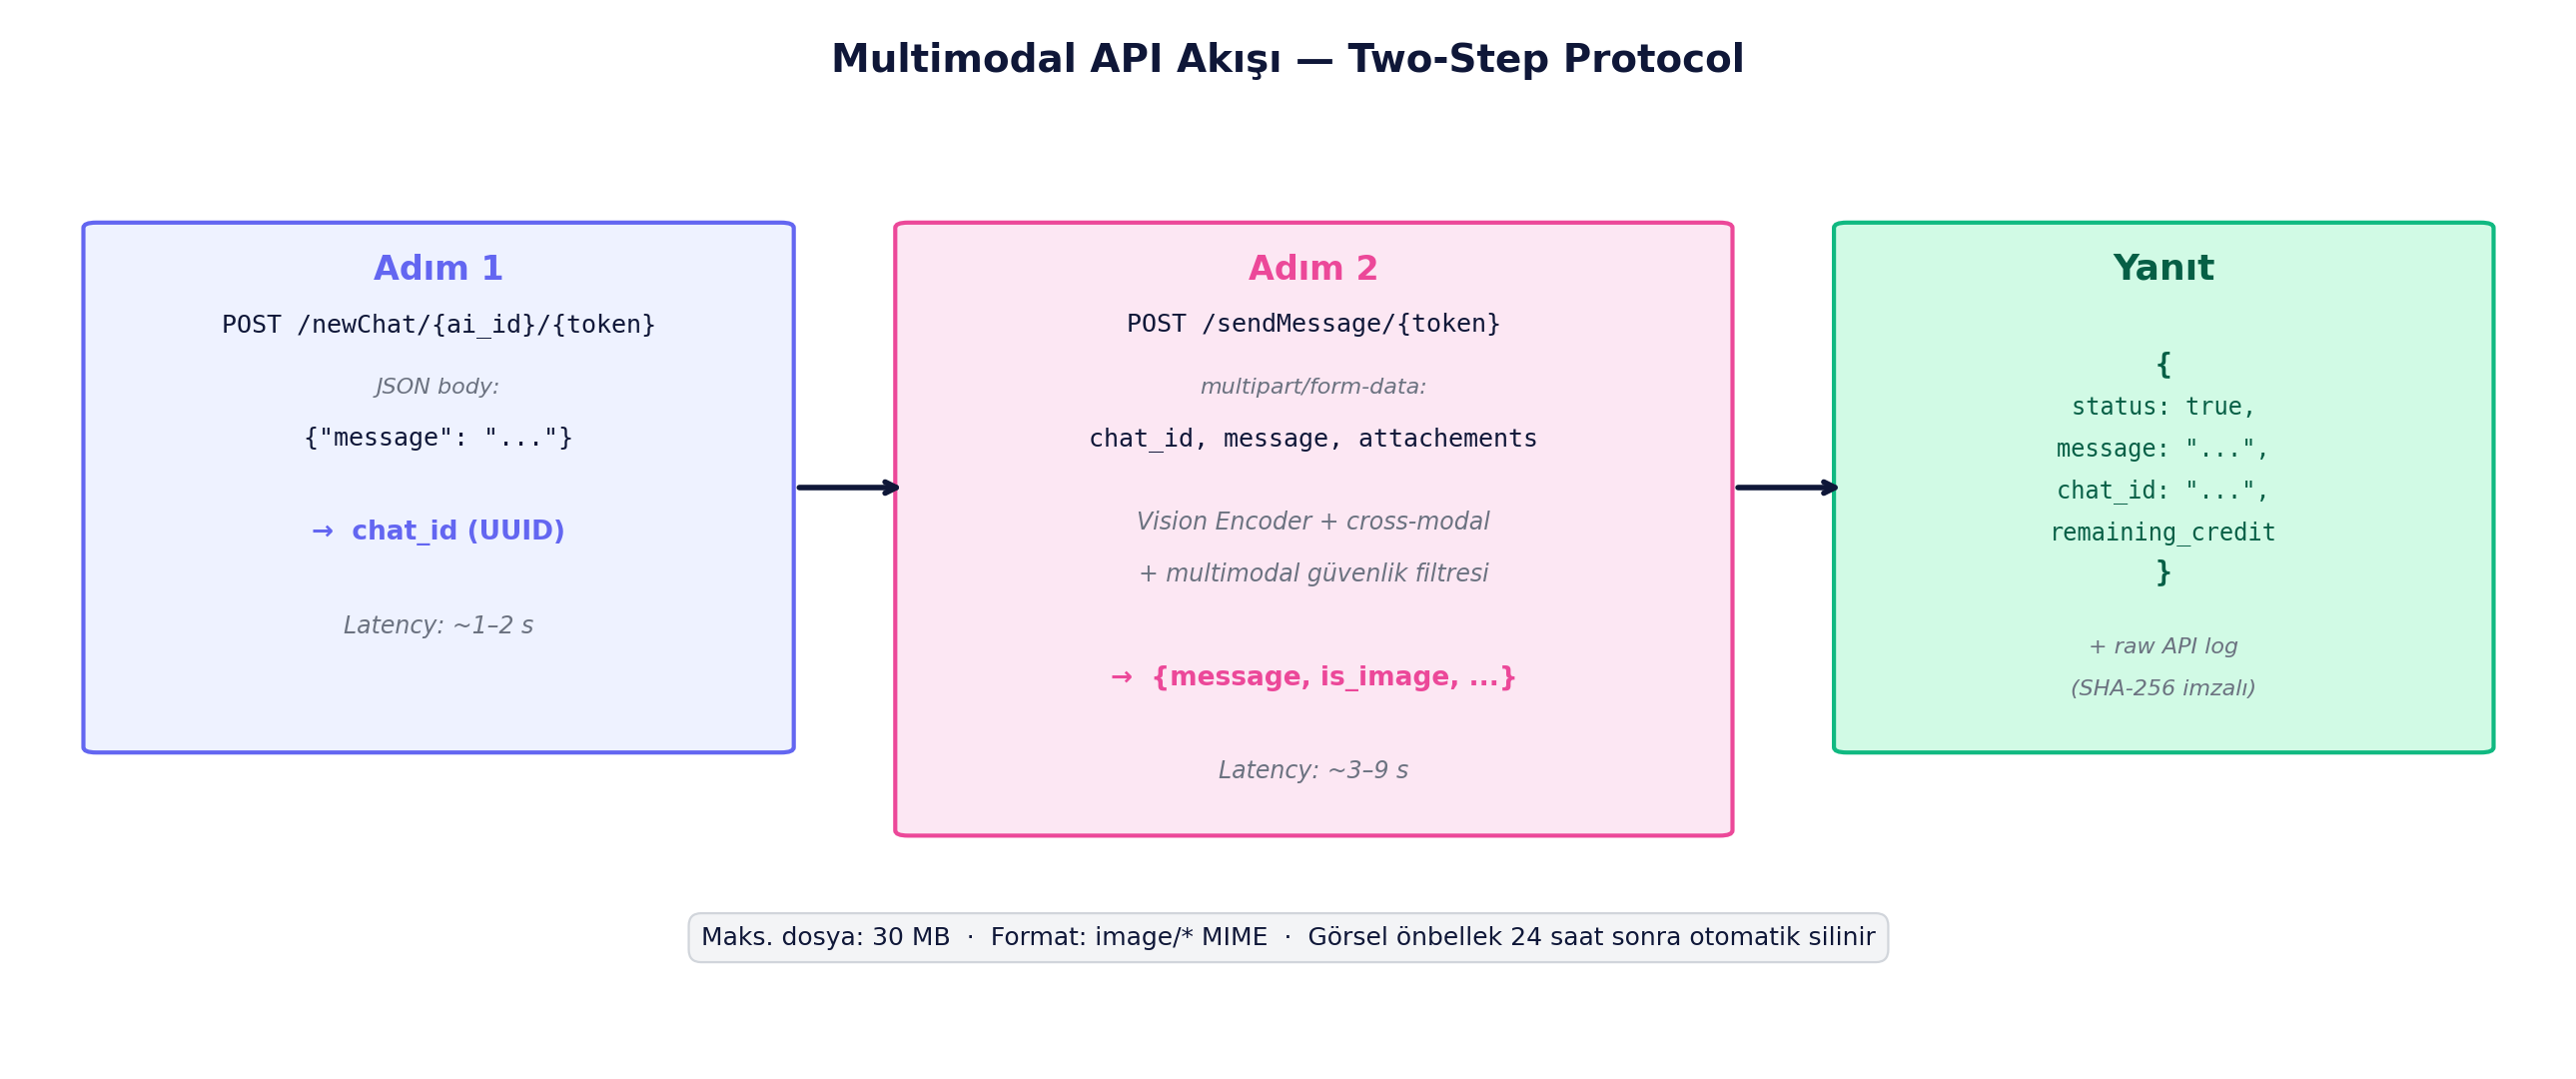 Multimodal API Akışı — Two-Step Protocol
Adım 1
POST /newChat/{ai_id}/{token}
JSON body:
{"message": "..."}
→ chat_id (UUID)
Latency: ~1–2 s
Adım 2
POST /sendMessage/{token}
multipart/form-data:
chat_id, message, attachements
Vision Encoder + cross-modal
+ multimodal güvenlik filtresi
→ {message, is_image, ...}
Latency: ~3–9 s
Yanıt
{
status: true,
message: "...",
chat_id: "...",
remaining_credit
}
+ raw API log
(SHA-256 imzalı)
Maks. dosya: 30 MB · Format: image/* MIME · Görsel önbellek 24 saat sonra otomatik silinir